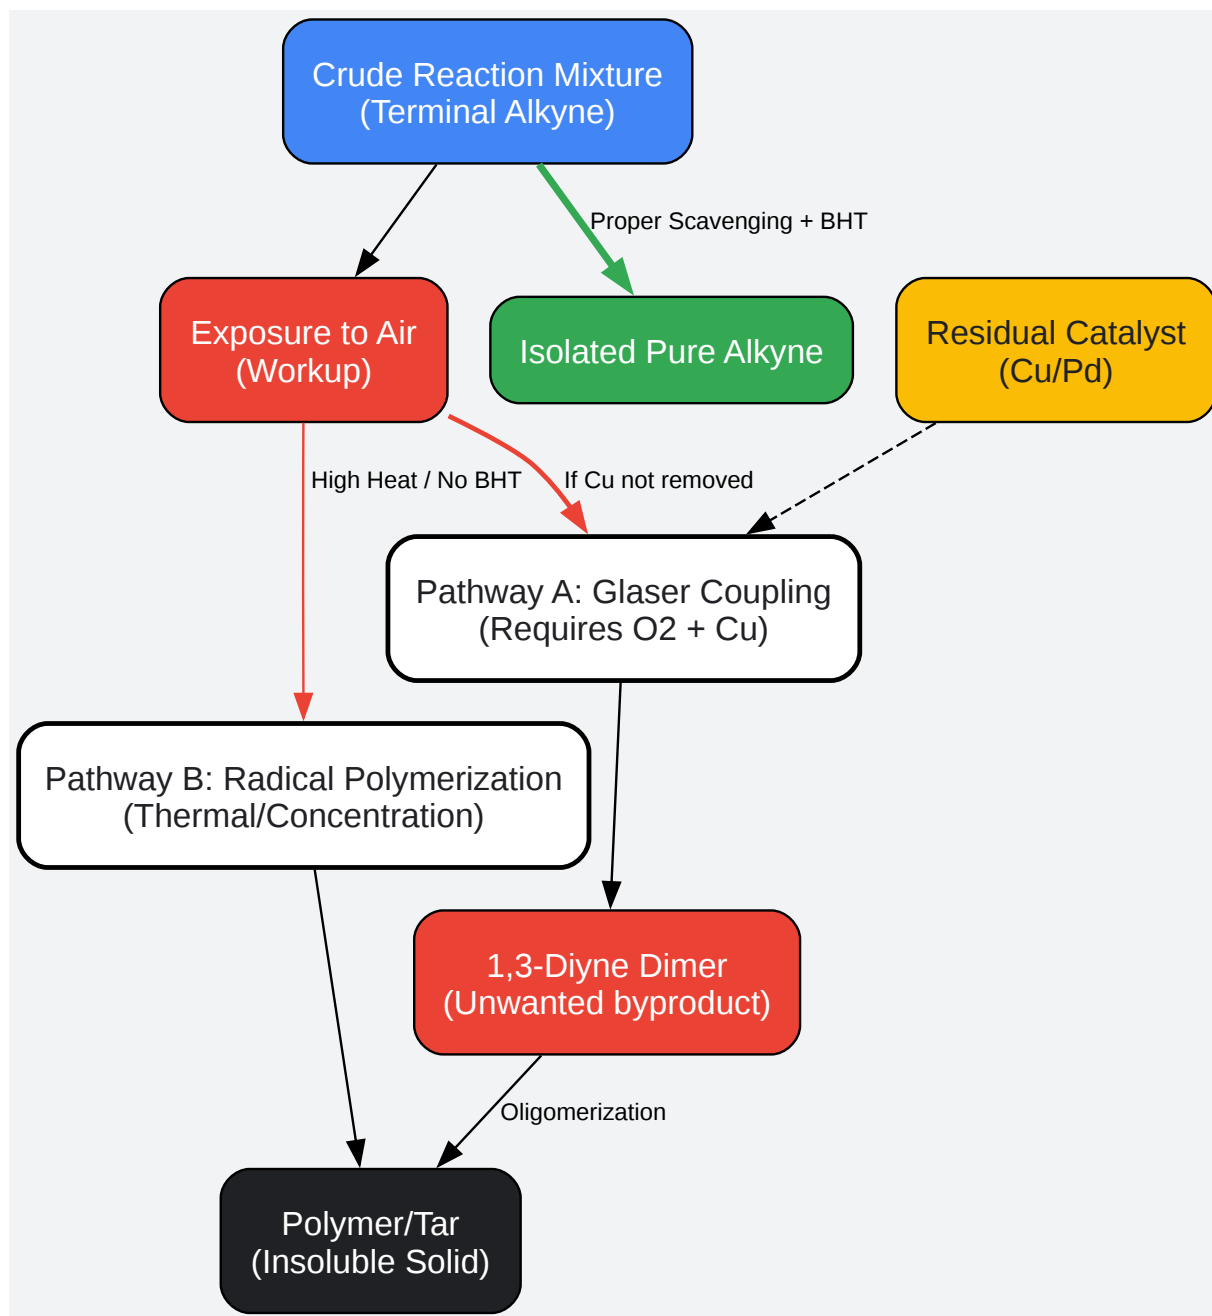 Crude Reaction Mixture
(Terminal Alkyne)
Proper Scavenging + BHT
Exposure to Air
(Workup)
Isolated Pure Alkyne
Residual Catalyst
(Cu/Pd)
High Heat / No BHT
If Cu not removed
Pathway A: Glaser Coupling
(Requires O2 + Cu)
Pathway B: Radical Polymerization
(Thermal/Concentration)
1,3-Diyne Dimer
(Unwanted byproduct)
Oligomerization
Polymer/Tar
(Insoluble Solid)